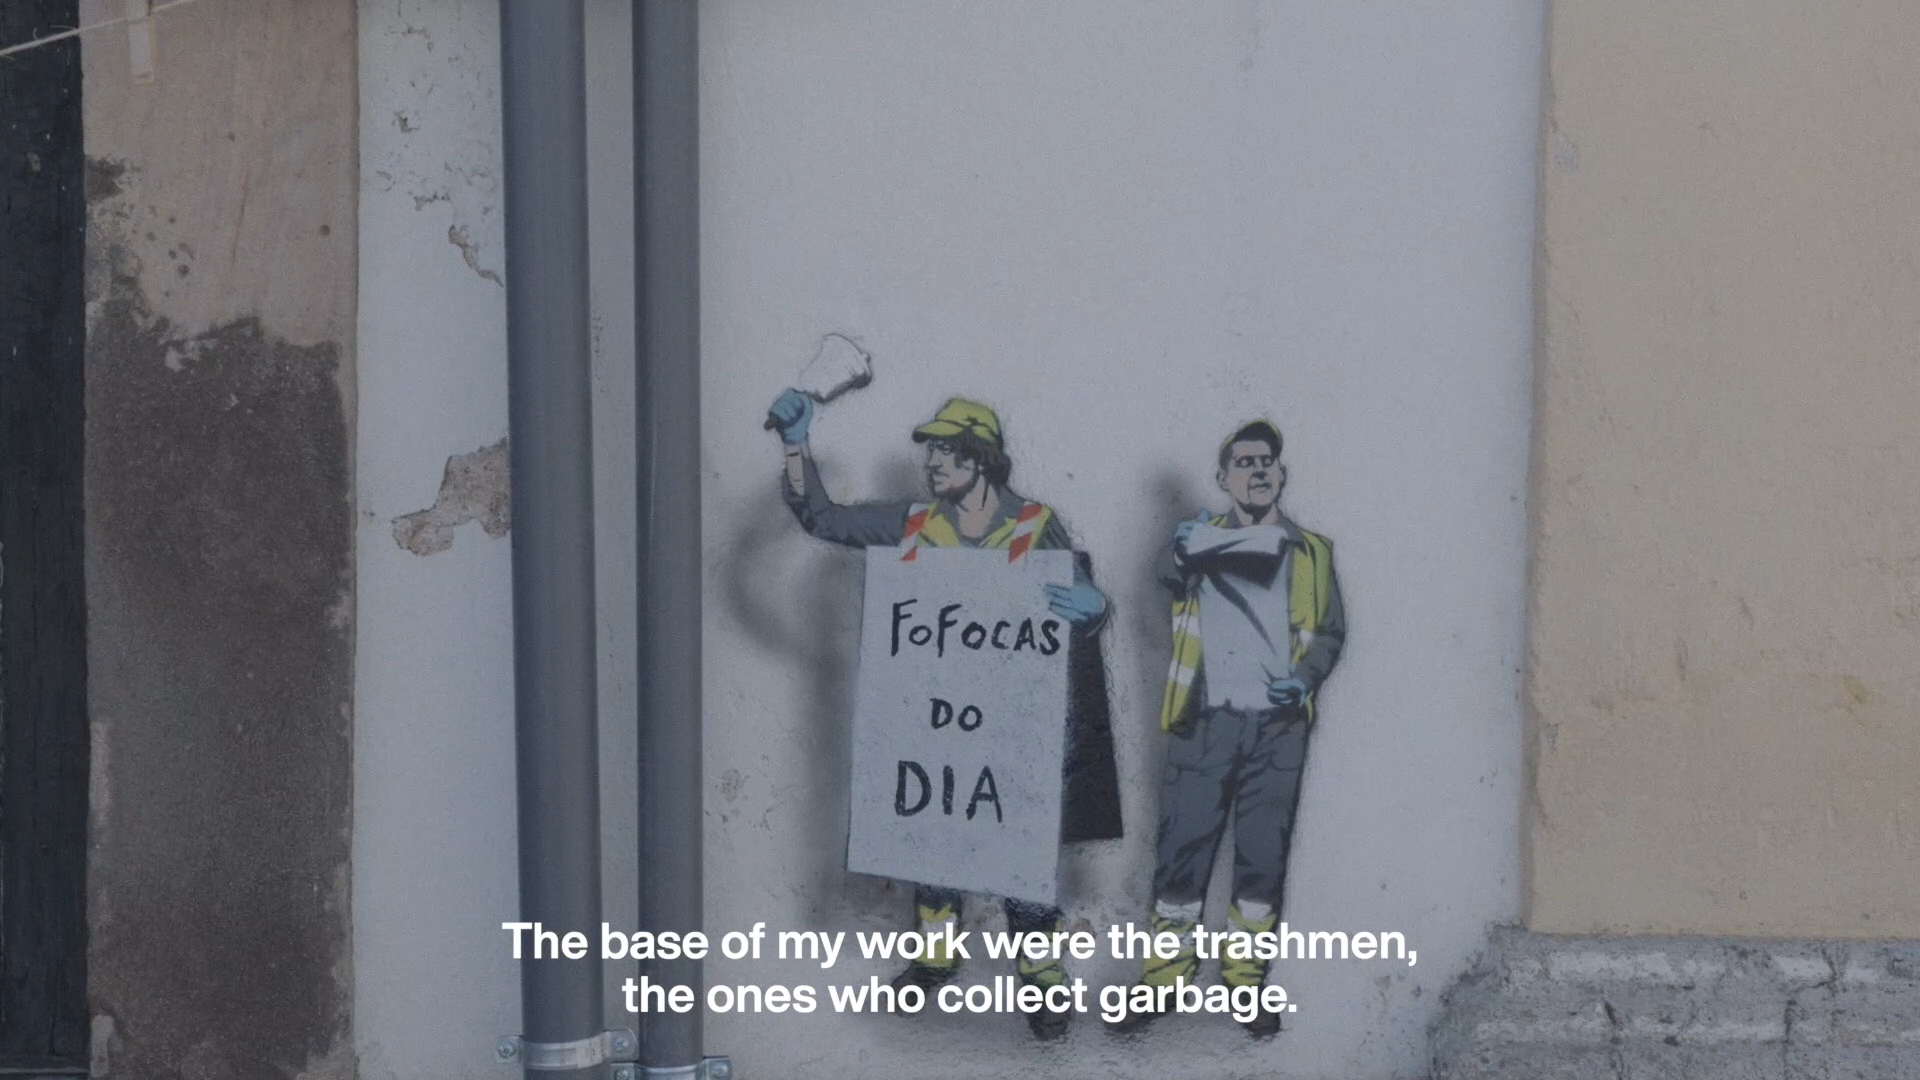 FoFocas
Do
DIA
The base of my work were the trashmen,
the ones who collect garbage.